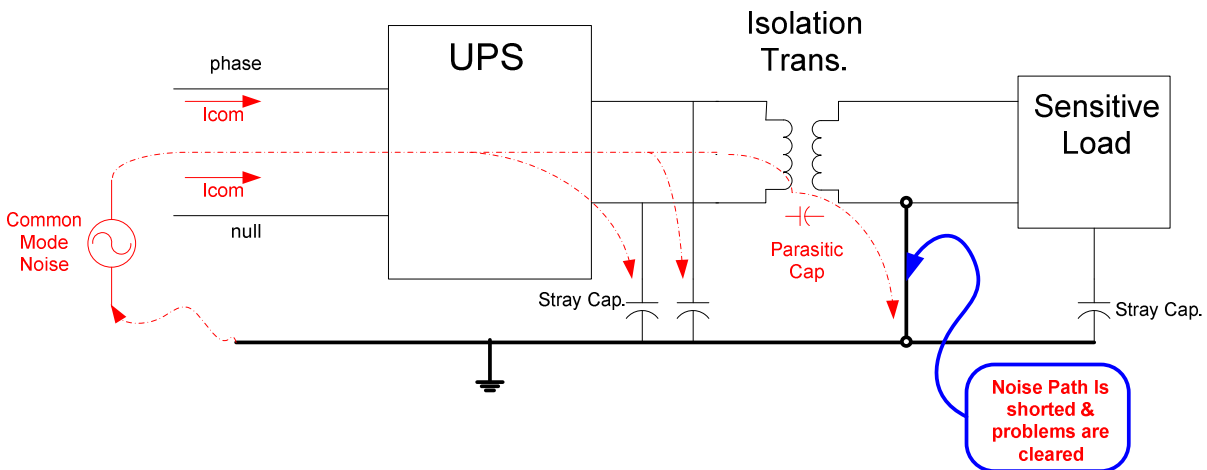 Isolation
Trans.
UPS
phase
Icom
Sensitive
Load
Icom
Common
Mode
Noise
null
Parasitic
Cap
Stray Cap.
Stray Cap.
Noise Path Is
shorted &
problems are
cleared